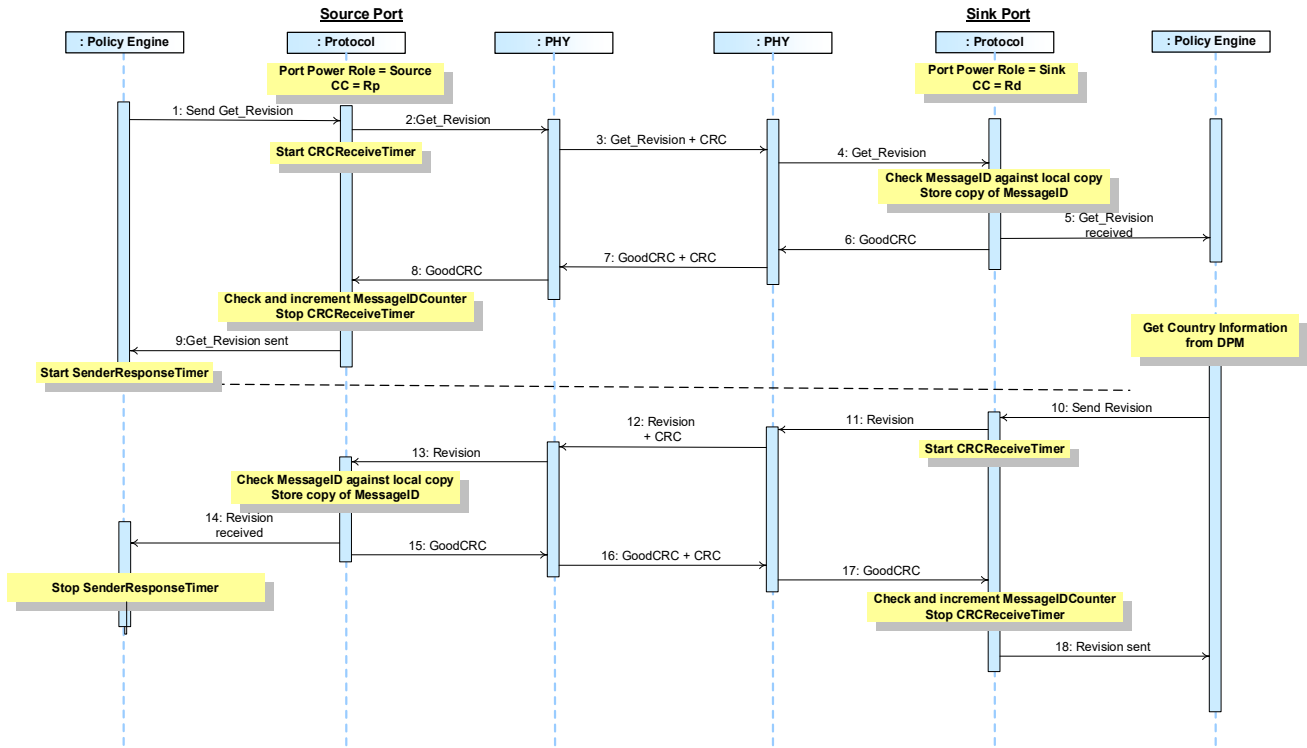 Source Port
Sink Port
: Policy Engine
: Protocol
: PHY
: PHY
: Protocol
: Policy Engine
Port Power Role = Source
CC = Rp
Port Power Role = Sink
CC = Rd
1: Send Get_Revision
2:Get_Revision
Start CRCReceiveTimer
3: Get_Revision + CRC
4: Get_Revision
Check MessageID against local copy
Store copy of MessageID
5: Get_Revision
received
6: GoodCRC
7: GoodCRC + CRC
8: GoodCRC
Check and increment MessageIDCounter
Stop CRCReceiveTimer
9:Get_Revision sent
Start SenderResponseTimer
Get Country Information
from DPM
10: Send Revision
11: Revision
Start CRCReceiveTimer
12: Revision
+ CRC
13: Revision
Check MessageID against local copy
Store copy of MessageID
14: Revision
received
15: GoodCRC
16: GoodCRC + CRC
17: GoodCRC
Stop SenderResponseTimer
Check and increment MessageIDCounter
Stop CRCReceiveTimer
18: Revision sent